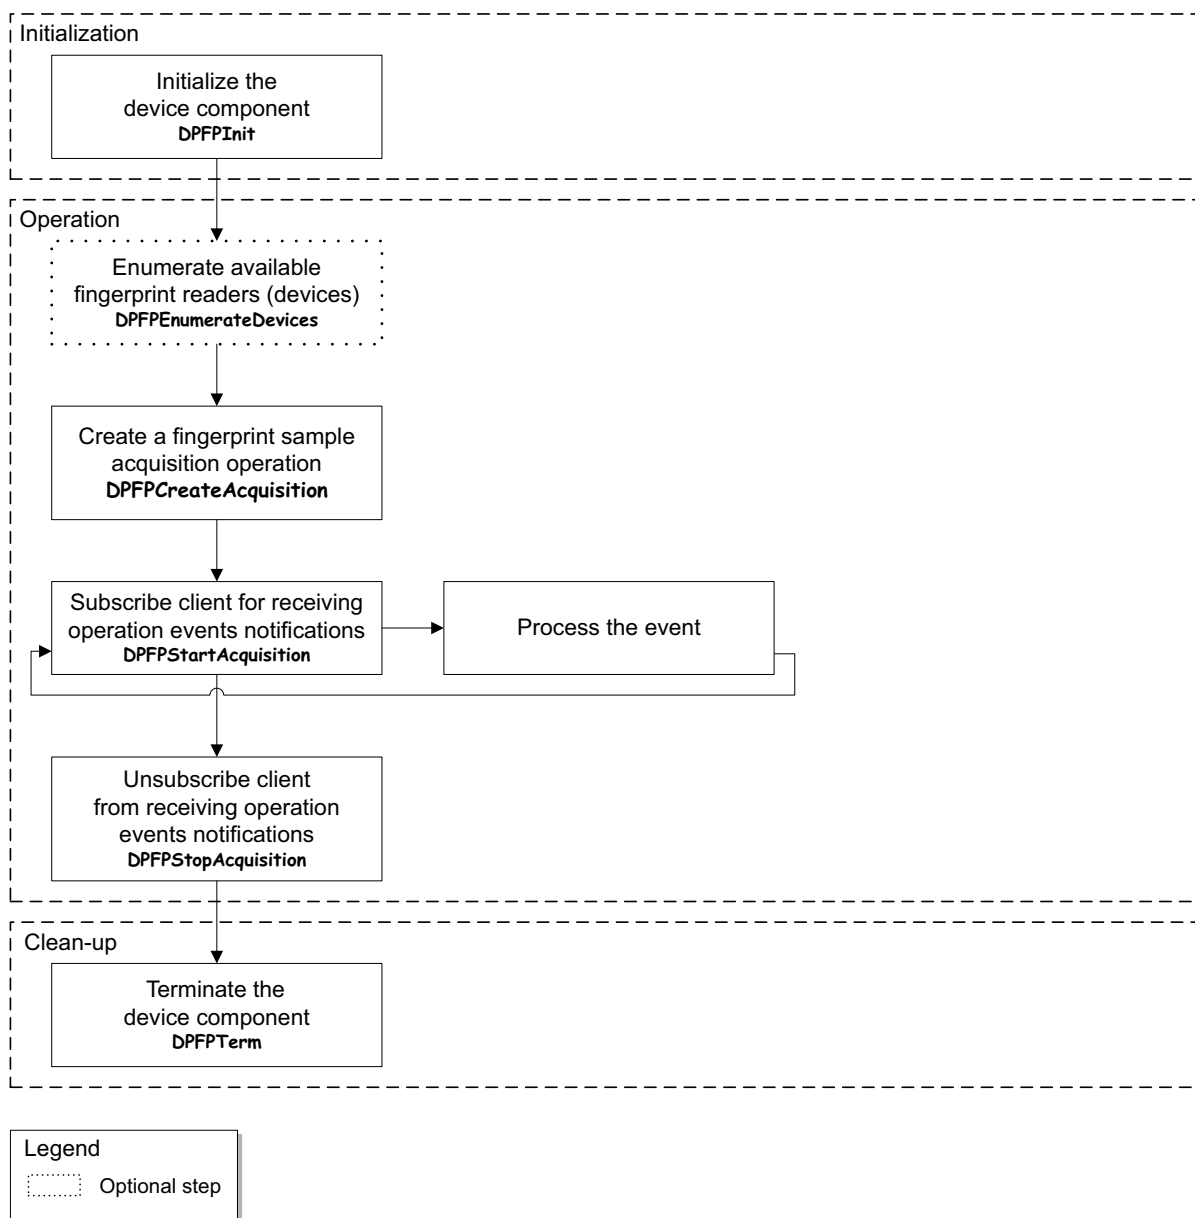 Initialization
Initialize the
device component
DPFPInit
Operation
Enumerate available
fingerprint readers (devices)
DPFPEnumerateDevices
Create a fingerprint sample
acquisition operation
DPFPCreateAcquisition
Subscribe client for receiving
operation events notifications
DPFPStartAcquisition
Process the event
Unsubscribe client
from receiving operation
events notifications
DPFPStopAcquisition
Clean-up
Terminate the
device component
DPFPTerm
Legend
Optional step